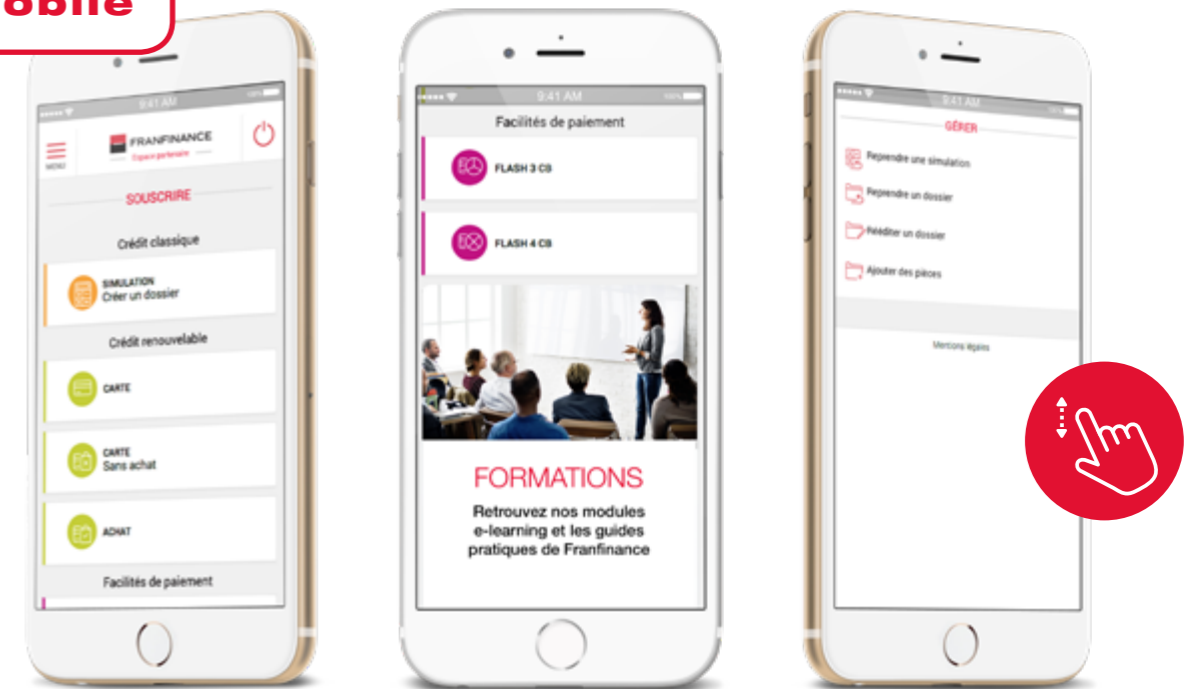 obile
9:41 AM
100%
MENU
FRANFINANCE
Espace partenaire
SOUSCRIRE
Crédit classique
SIMULATION
Créer un dossier
Crédit renouvelable
CARTE
CARTE
Sans achat
ACHAT
Facilités de paiement
9:41 AM
100%
Facilités de paiement
FLASH 3 CB
FLASH 4 CB
FORMATIONS
Retrouvez nos modules
e-learning et les guides
pratiques de Franfinance
9:41 AM
100%
GÉRER
Reprendre une simulation
Reprendre un dossier
Rééditer un dossier
Ajouter des pièces
Mentions légales